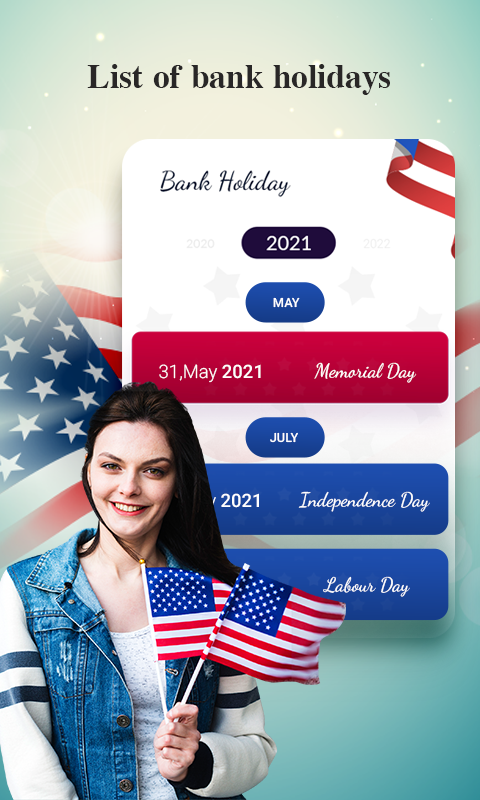 List of bank holidays
Bank Holiday
2020 2021 2022
MAY
31,May 2021 Memorial Day
JULY
2021 Independence Day
Labour Day